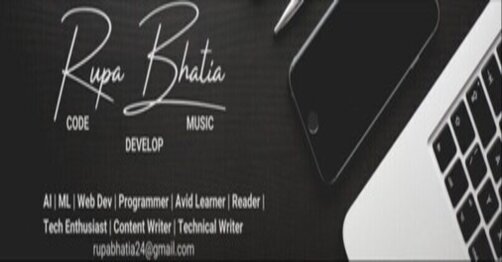 Rupa Bhatia
CODE MUSIC
DEVELOP
AI | ML | Web Dev | Programmer | Avid Learner | Reader |
Tech Enthusiast | Content Writer | Technical Writer
rupabhatia24@gmail.com